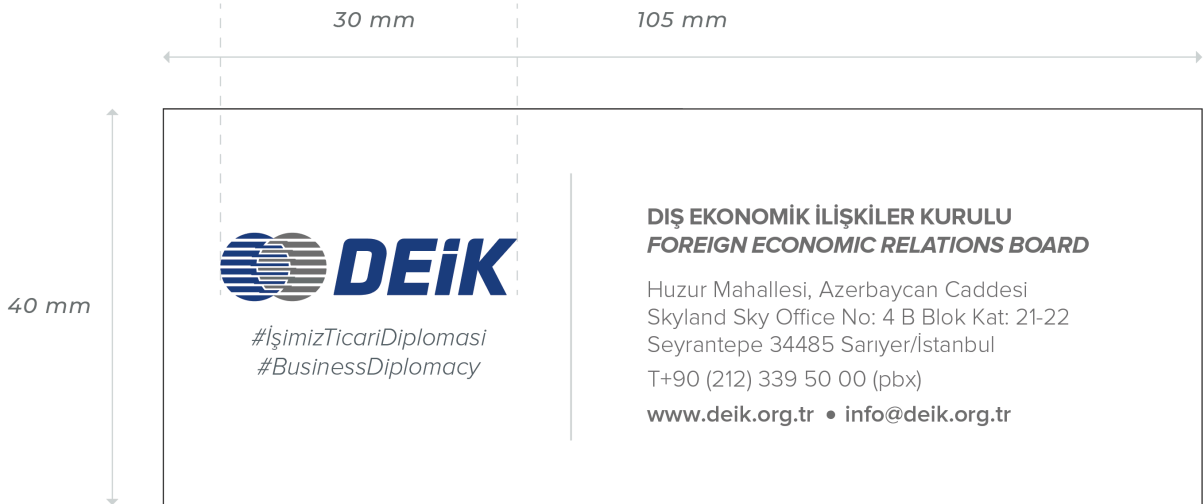 30 mm
105 mm
40 mm
DEİK
#İşimizTicariDiplomasi
#BusinessDiplomacy
DIŞ EKONOMİK İLİŞKİLER KURULU
FOREIGN ECONOMIC RELATIONS BOARD
Huzur Mahallesi, Azerbaycan Caddesi
Skyland Sky Office No: 4 B Blok Kat: 21-22
Seyrantepe 34485 Sarıyer/İstanbul
T+90 (212) 339 50 00 (pbx)
www.deik.org.tr • info@deik.org.tr